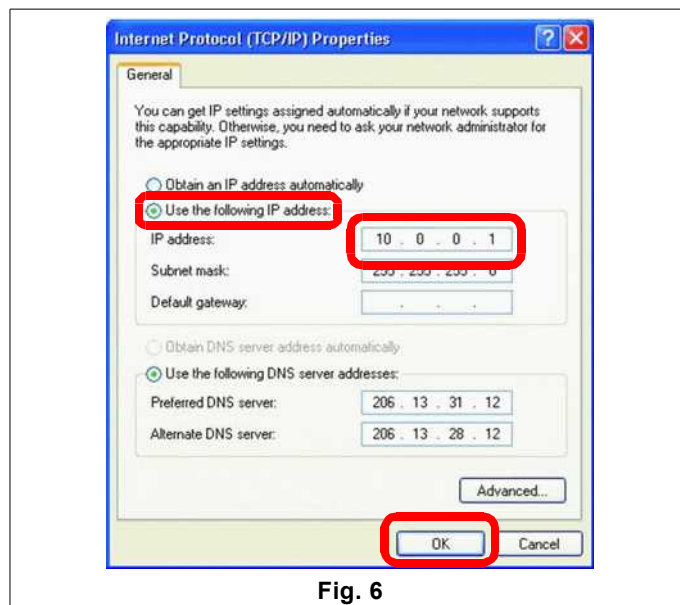 Internet Protocol (TCP/IP) Properties
General
You can get IP settings assigned automatically if your network supports
this capability. Otherwise, you need to ask your network administrator for
the appropriate IP settings.
Obtain an IP address automatically
Use the following IP address:
IP address: 10 . 0 . 0 . 1
Subnet mask: 255 . 255 . 255 . 0
Default gateway: . . .
Obtain DNS server address automatically
Use the following DNS server addresses:
Preferred DNS server: 206 . 13 . 31 . 12
Alternate DNS server: 206 . 13 . 28 . 12
Advanced...
OK Cancel
Fig. 6